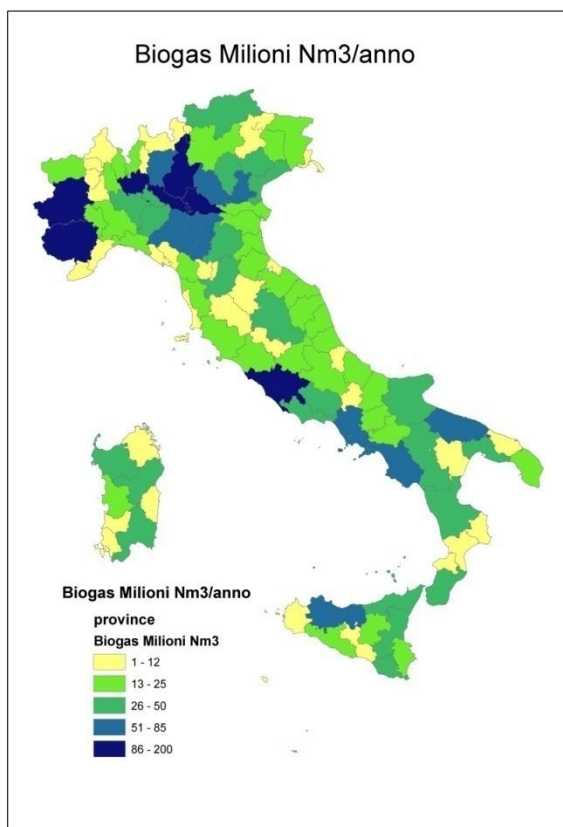 Biogas Milioni Nm3/anno
Biogas Milioni Nm3/anno
province
Biogas Milioni Nm3
1 - 12
13 - 25
26 - 50
51 - 85
86 - 200